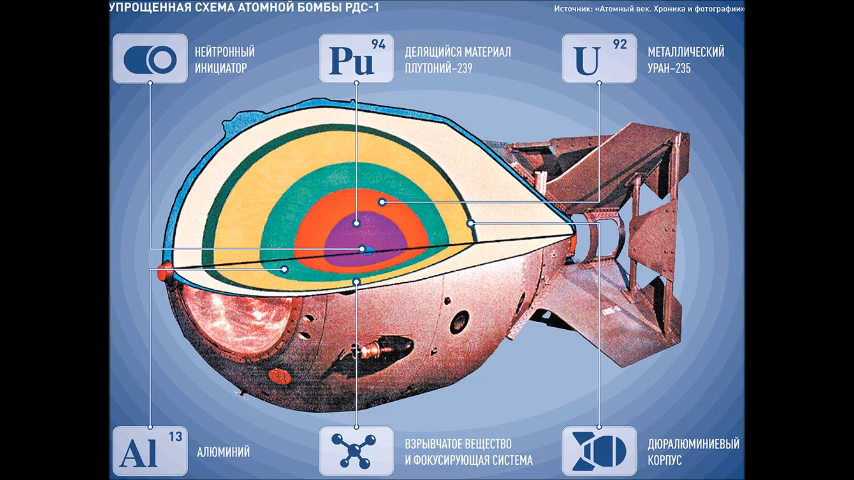 УПРОЩЕННАЯ СХЕМА АТОМНОЙ БОМБЫ РДС-1
Источник: «Атомный век. Хроника и фотографии»
НЕЙТРОННЫЙ
ИНИЦИАТОР
94
Pu
ДЕЛЯЩИЙСЯ МАТЕРИАЛ
ПЛУТОНИЙ-239
92
U
МЕТАЛЛИЧЕСКИЙ
УРАН-235
13
Al
АЛЮМИНИЙ
ВЗРЫВЧАТОЕ ВЕЩЕСТВО
И ФОКУСИРУЮЩАЯ СИСТЕМА
ДЮРАЛЮМИНИЕВЫЙ
КОРПУС